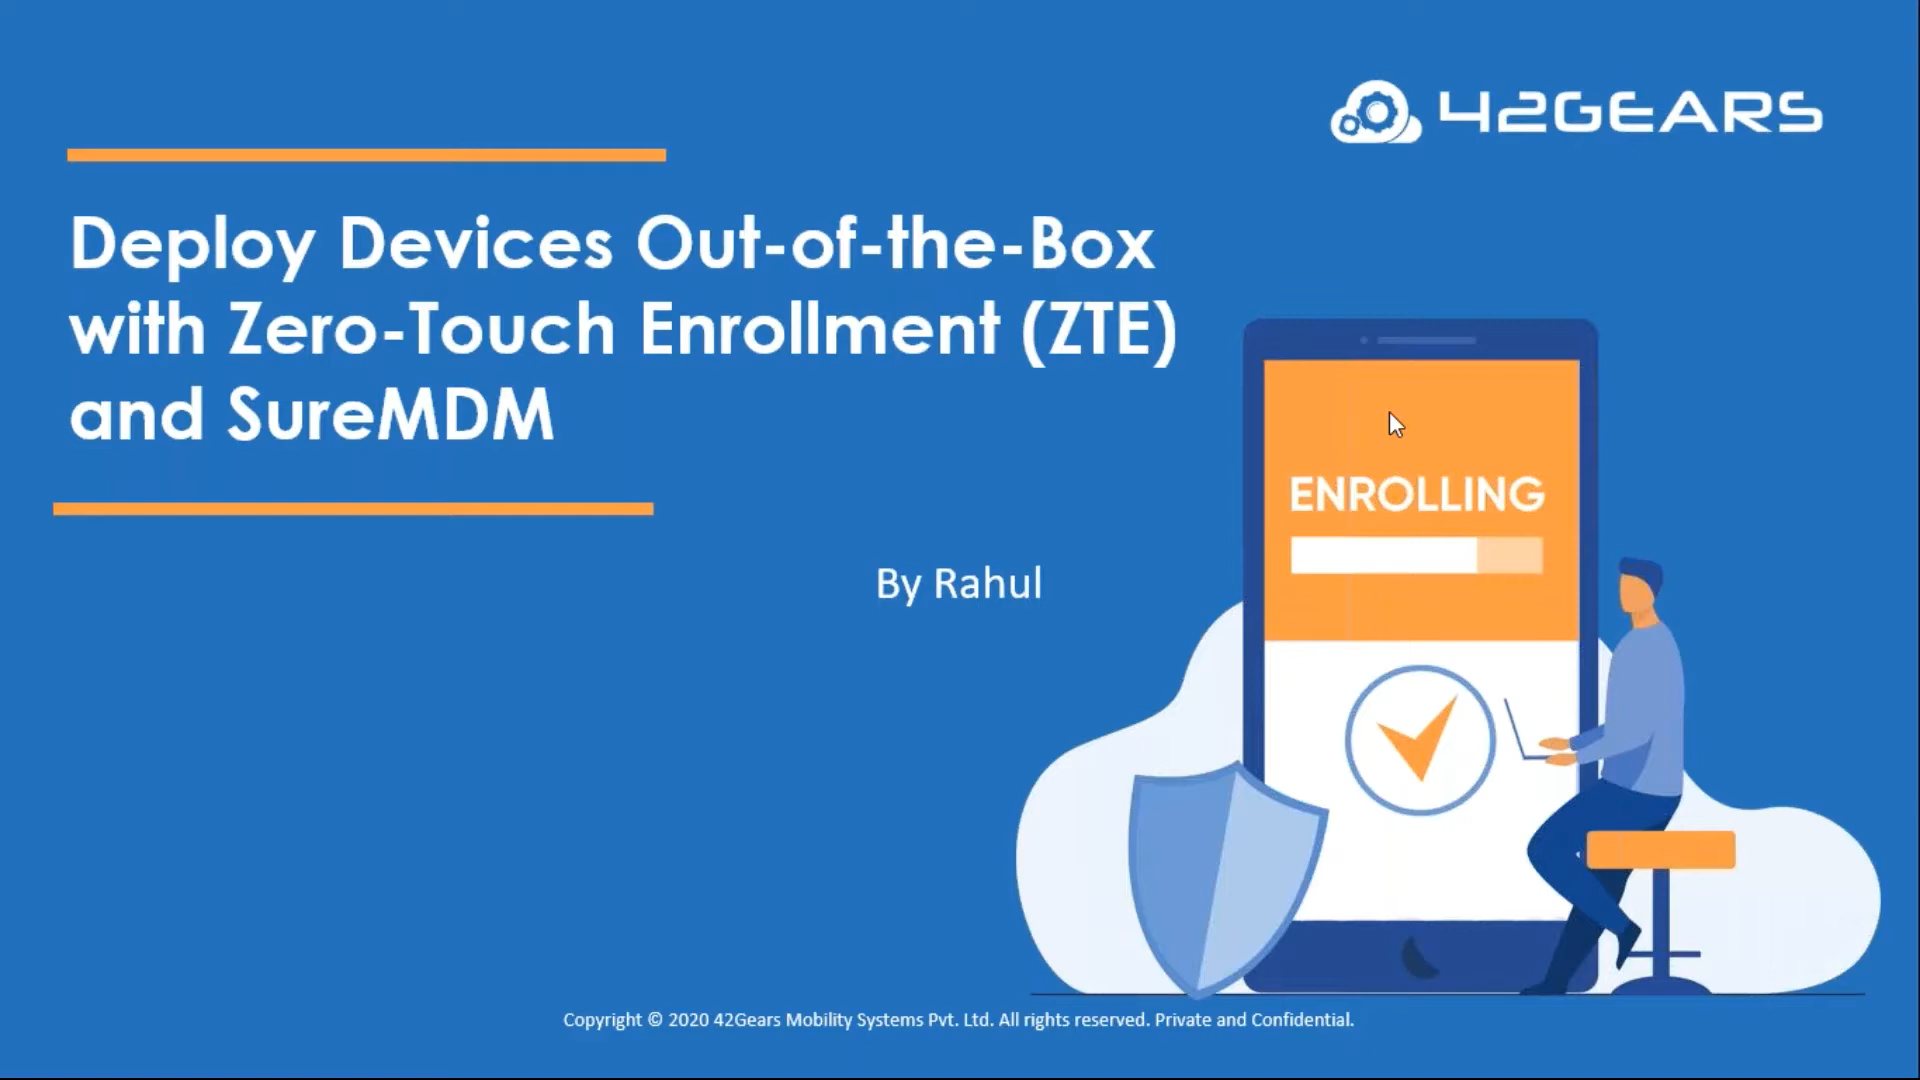 42GEARS
Deploy Devices Out-of-the-Box
with Zero-Touch Enrollment (ZTE)
and SureMDM
ENROLLING
By Rahul
Copyright © 2020 42Gears Mobility Systems Pvt. Ltd. All rights reserved. Private and Confidential.